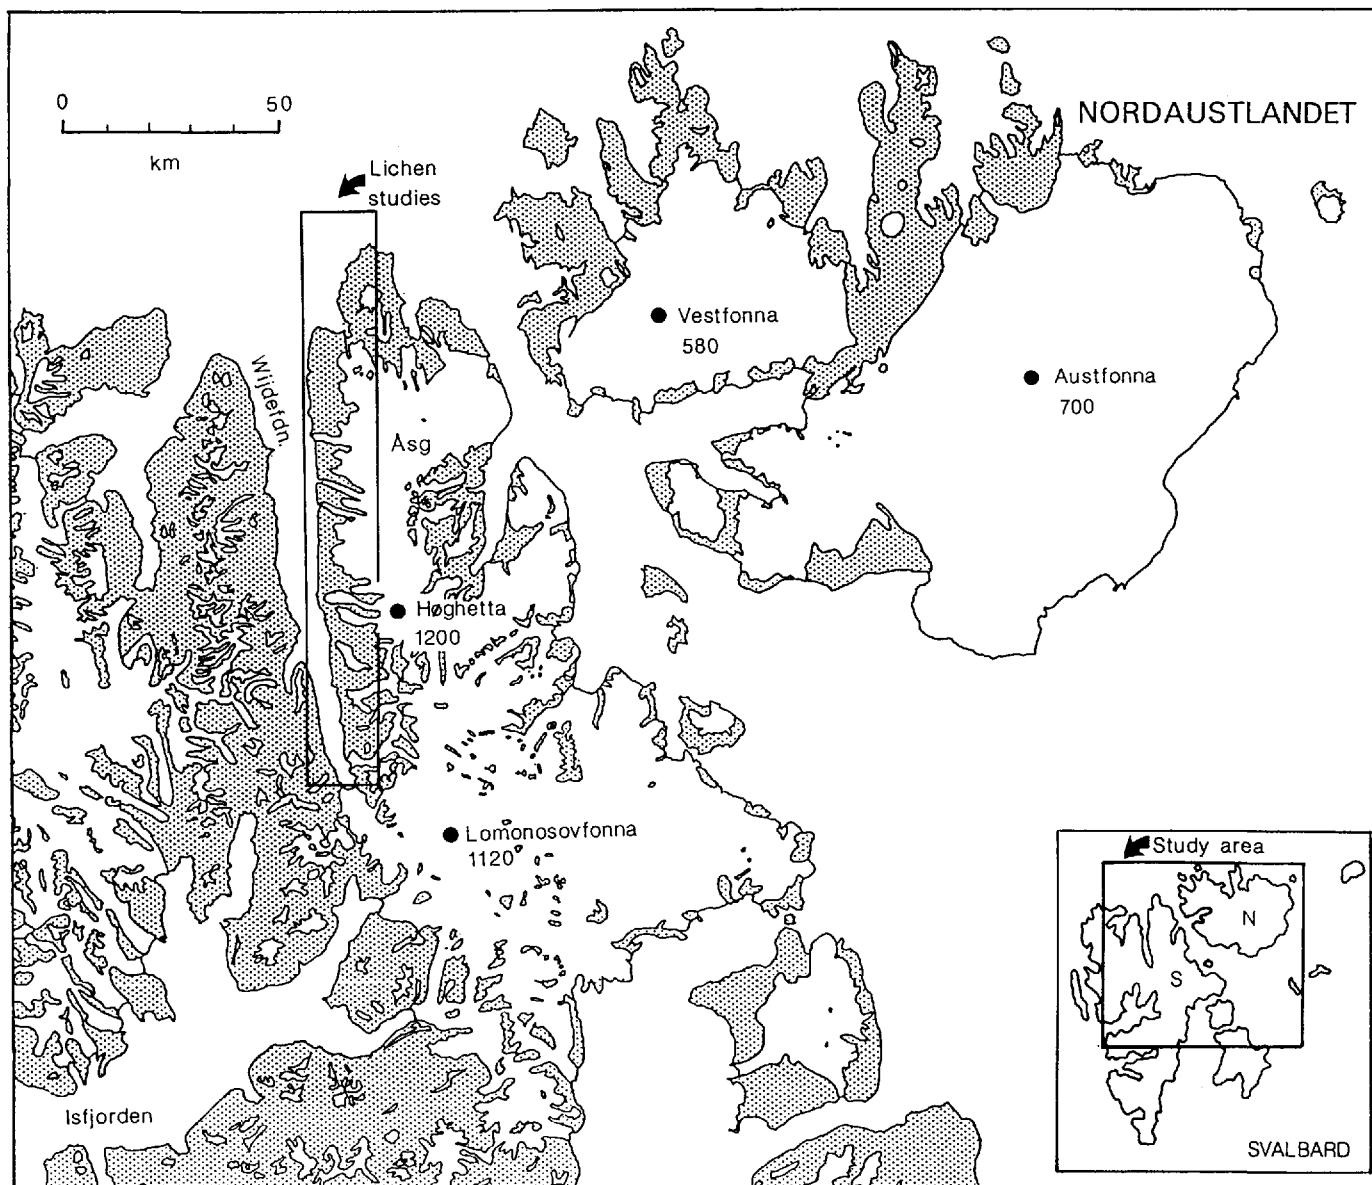 0 50
km
NORDAUSTLANDET
Lichen
studies
Vestfonna
580
Austfonna
700
Wijdefdn.
Asg
Høghetta
1200
Lomonosovfonna
1120
Isfjorden
Study area
N
S
SVALBARD